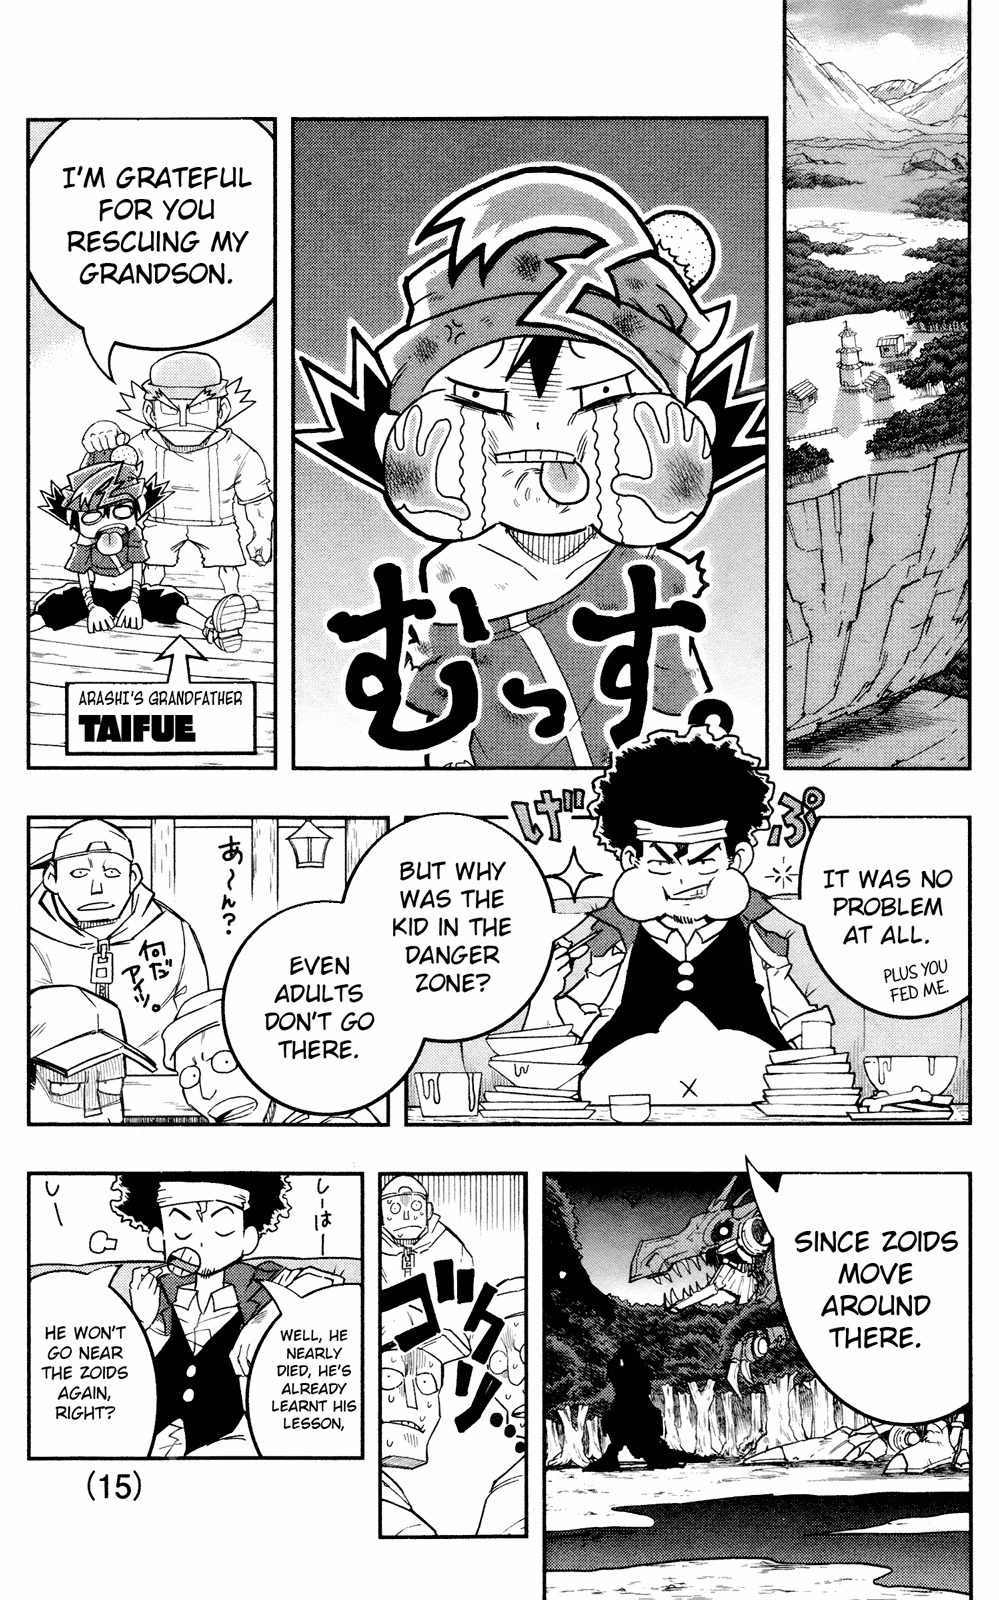 むっす。
I'M GRATEFUL
FOR YOU
RESCUING MY
GRANDSON.
ARASHI'S GRANDFATHER
TAIFUE
IT WAS NO
PROBLEM
AT ALL.
PLUS YOU
FED ME.
げぷ
BUT WHY
WAS THE
KID IN THE
DANGER
ZONE?
EVEN
ADULTS
DON'T GO
THERE.
あ〜ん?
何だ
アイツ。
SINCE ZOIDS
MOVE
AROUND
THERE.
ゴクリ…
しーはー
しー
WELL, HE
NEARLY
DIED, HE'S
ALREADY
LEARNT HIS
LESSON,
HE WON'T
GO NEAR
THE ZOIDS
AGAIN,
RIGHT?
(15)